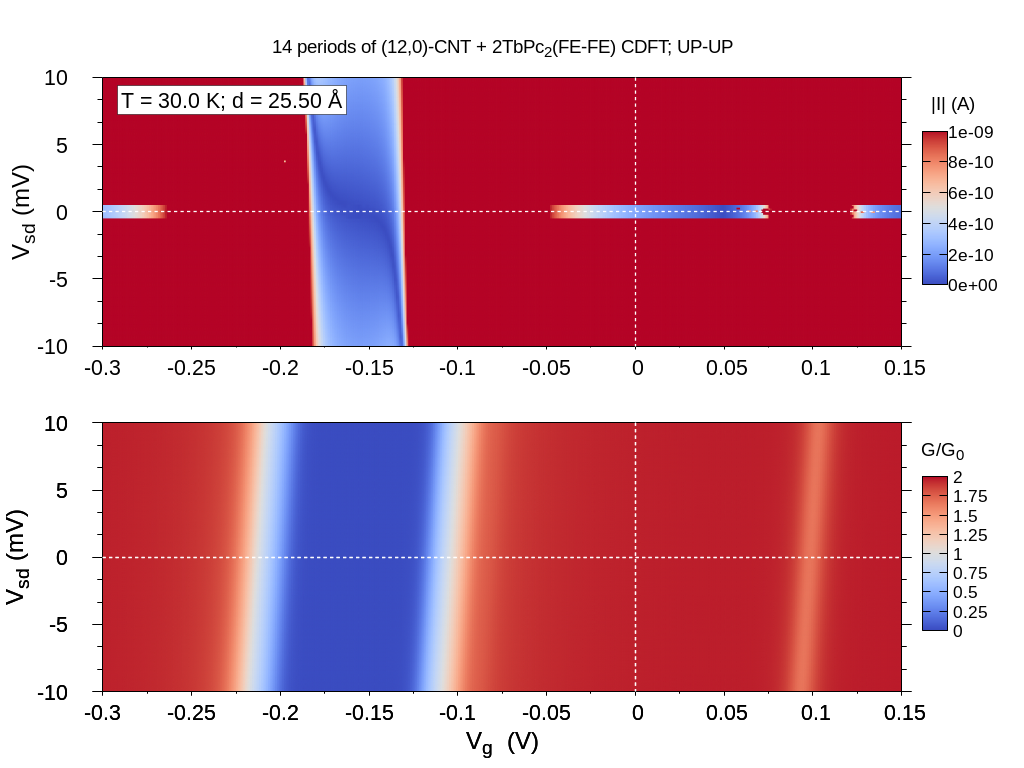 14 periods of (12,0)-CNT + 2TbPc2(FE-FE) CDFT; UP-UP
T = 30.0 K; d = 25.50 Å
Vsd (mV)
10
5
0
-5
-10
-0.3 -0.25 -0.2 -0.15 -0.1 -0.05 0 0.05 0.1 0.15
|I| (A)
1e-09
8e-10
6e-10
4e-10
2e-10
0e+00
Vsd (mV)
10
5
0
-5
-10
-0.3 -0.25 -0.2 -0.15 -0.1 -0.05 0 0.05 0.1 0.15
Vg (V)
G/G0
2
1.75
1.5
1.25
1
0.75
0.5
0.25
0